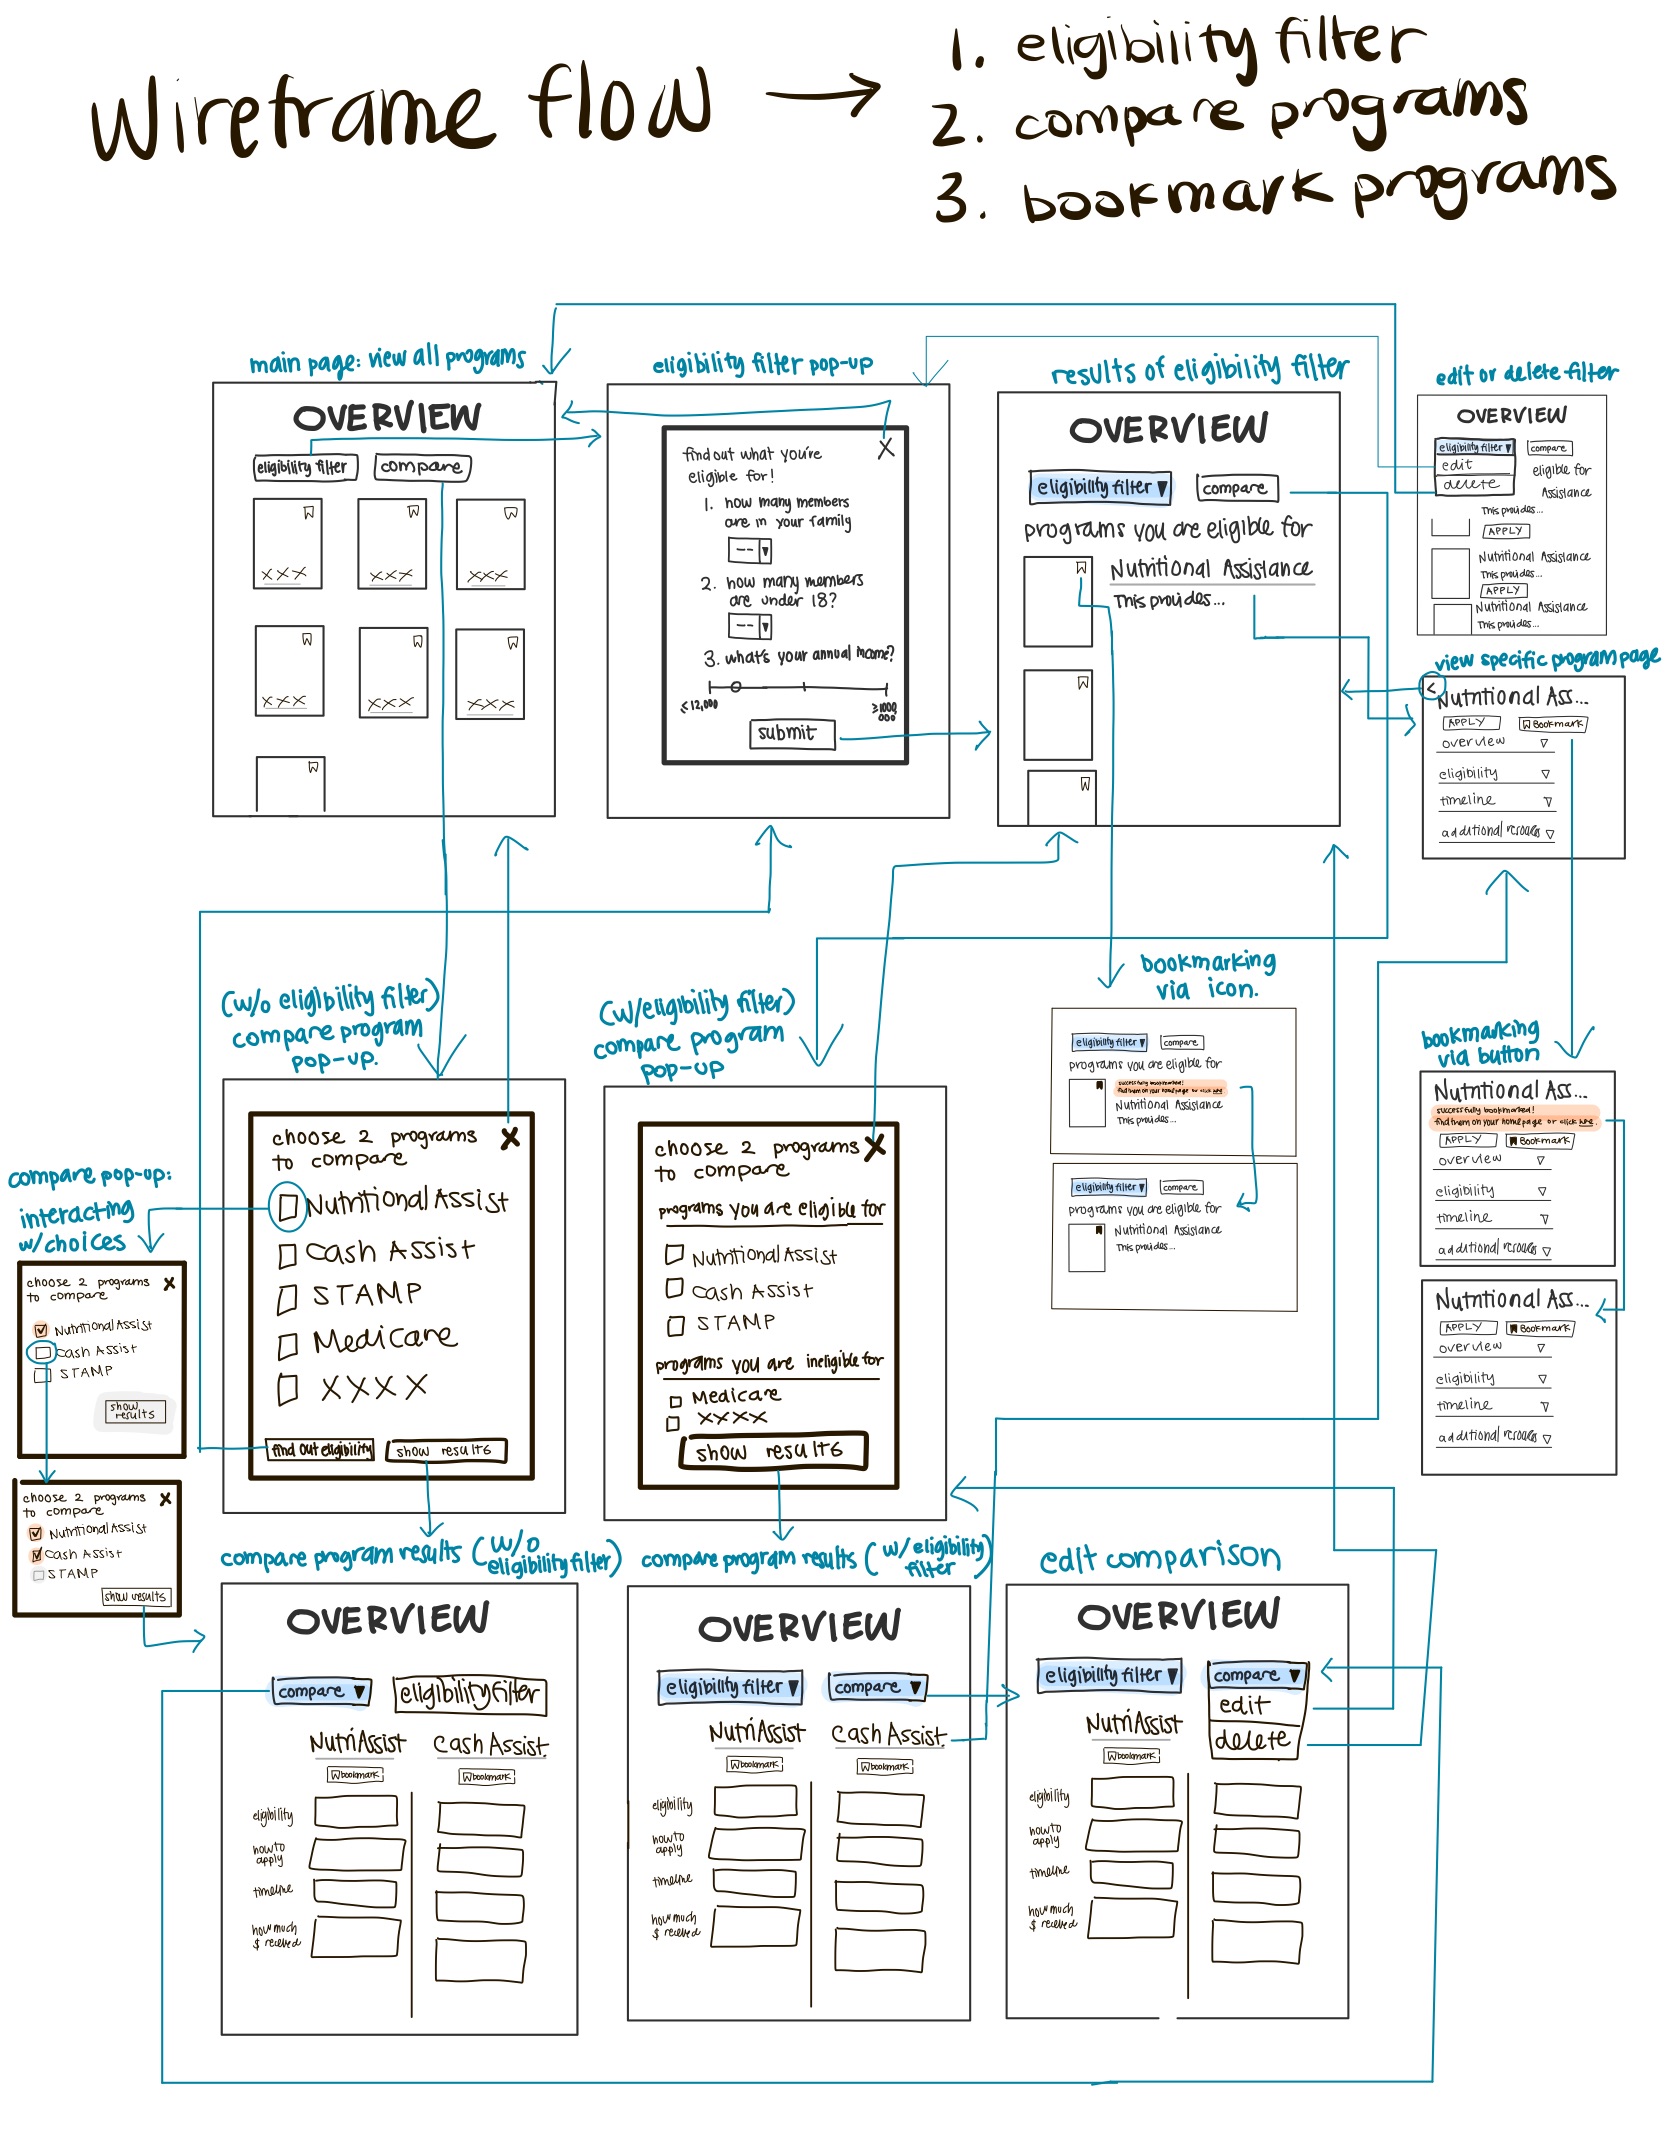 Wireframe flow →
1. eligibility filter
2. compare programs
3. bookmark programs
main page: view all programs
OVERVIEW
eligibility filter
compare
XXX
XXX
XXX
XXX
XXX
XXX
eligibility filter pop-up
find out what you're
eligible for!
X
1. how many members
are in your family
--
2. how many members
are under 18?
--
3. what's your annual income?
≤ 12,000
≥ 1000,
000
submit
results of eligibility filter
OVERVIEW
eligibility filter ▼
compare
programs you are eligible for
Nutritional Assistance
This provides...
edit or delete filter
OVERVIEW
eligibility filter ▼
compare
edit
delete
eligible for
Assistance
This provides...
APPLY
Nutritional Assistance
This provides...
APPLY
Nutritional Assistance
This provides...
view specific program page
<
Nutritional Ass...
APPLY
Bookmark
overview
eligibility
timeline
additional
(w/o eligibility filter)
compare program
pop-up.
choose 2 programs
to compare
X
Nutritional Assist
Cash Assist
STAMP
Medicare
XXXX
find out eligibility
show results
(w/eligibility filter)
compare program
pop-up
choose 2 programs
to compare
X
programs you are eligible for
Nutritional Assist
Cash Assist
STAMP
programs you are ineligible for
Medicare
XXXX
show results
bookmarking
via icon.
eligibility filter ▼
compare
programs you are eligible for
successfully bookmarked!
find them on your homepage or click here
Nutritional Assistance
This provides...
eligibility filter ▼
compare
programs you are eligible for
Nutritional Assistance
This provides...
bookmarking
via button
Nutritional Ass...
successfully bookmarked!
find them on your homepage or click here.
APPLY
Bookmark
overview
eligibility
timeline
additional
Nutritional Ass...
APPLY
Bookmark
overview
eligibility
timeline
additional
compare pop-up:
interacting
w/choices
choose 2 programs
to compare
X
Nutritional Assist
Cash Assist
STAMP
show
results
choose 2 programs
to compare
X
Nutritional Assist
Cash Assist
STAMP
show results
compare program results (w/o
eligibility filter)
OVERVIEW
compare ▼
eligibility filter
NutriAssist
Cash Assist.
bookmark
bookmark
eligibility
how to
apply
timeline
how much
$ received
compare program results (w/eligibility
filter)
OVERVIEW
eligibility filter ▼
compare ▼
NutriAssist
Cash Assist.
bookmark
bookmark
eligibility
how to
apply
timeline
how much
$ received
edit comparison
OVERVIEW
eligibility filter ▼
compare ▼
edit
delete
NutriAssist
bookmark
eligibility
how to
apply
timeline
how much
$ received